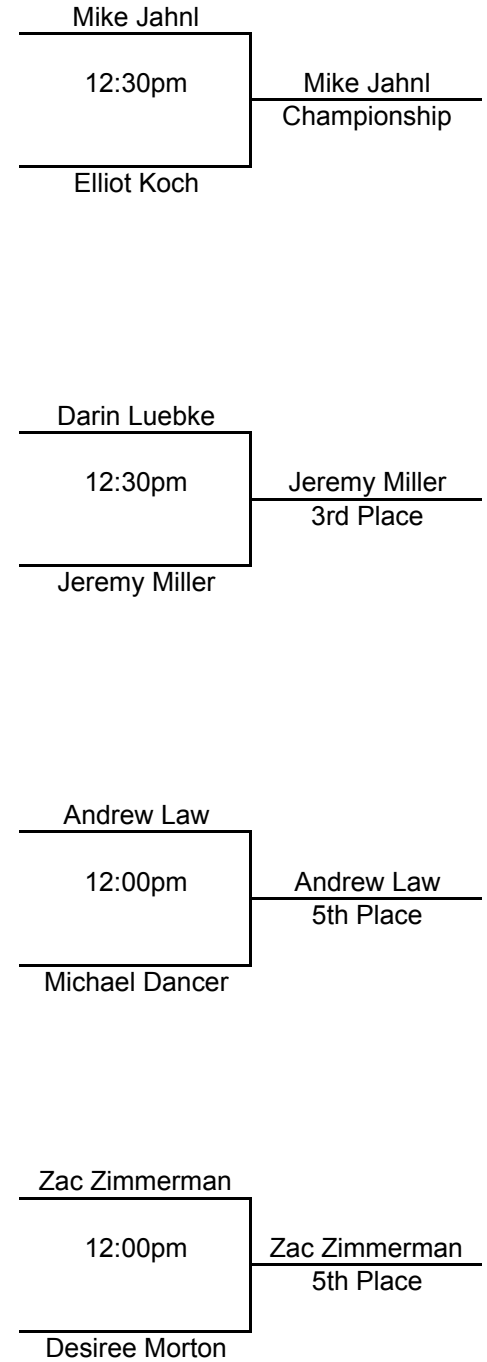 Mike Jahnl
12:30pm
Mike Jahnl
Championship
Elliot Koch
Darin Luebke
12:30pm
Jeremy Miller
3rd Place
Jeremy Miller
Andrew Law
12:00pm
Andrew Law
5th Place
Michael Dancer
Zac Zimmerman
12:00pm
Zac Zimmerman
5th Place
Desiree Morton